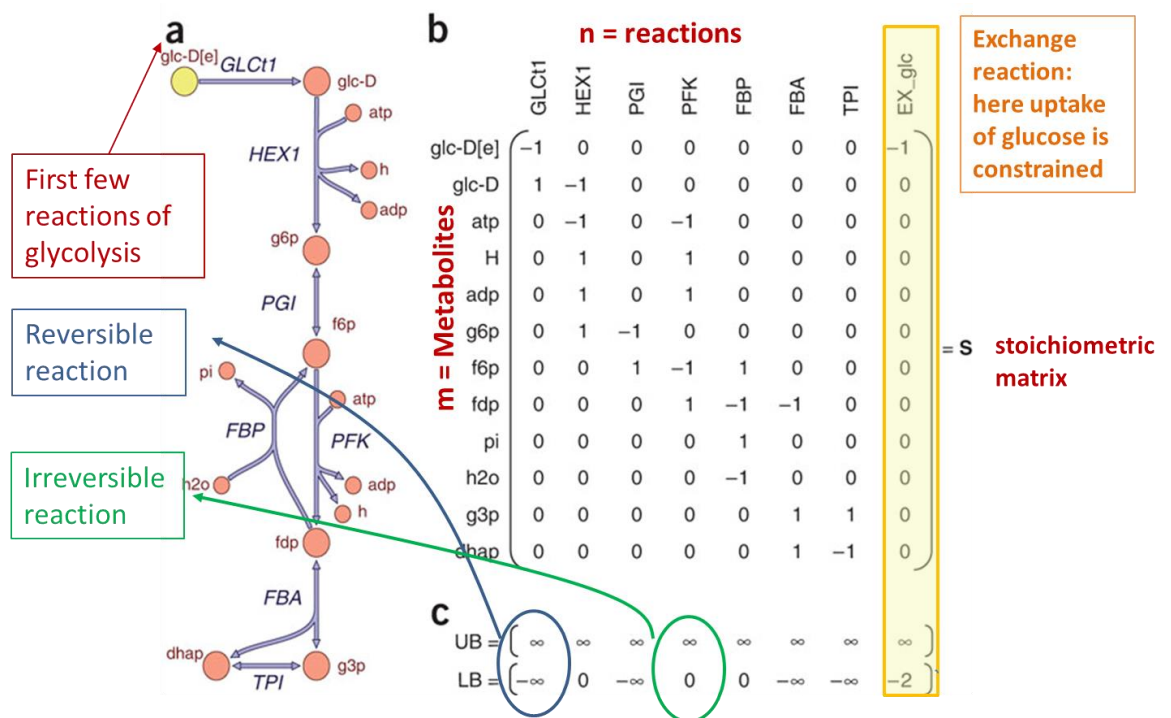 a
glc-D[e]
GLCt1
glc-D
atp
HEX1
h
adp
g6p
PGI
f6p
pi
atp
FBP
PFK
h2o
adp
h
fdp
FBA
dhap
TPI
g3p
First few
reactions of
glycolysis
Reversible
reaction
Irreversible
reaction
b
n = reactions
GLCt1 HEX1 PGI PFK FBP FBA TPI EX_glc
m = Metabolites
glc-D[e] −1 0 0 0 0 0 0 −1
glc-D 1 −1 0 0 0 0 0 0
atp 0 −1 0 −1 0 0 0 0
H 0 1 0 1 0 0 0 0
adp 0 1 0 1 0 0 0 0
g6p 0 1 −1 0 0 0 0 0
f6p 0 0 1 −1 1 0 0 0
fdp 0 0 0 1 −1 −1 0 0
pi 0 0 0 0 1 0 0 0
h2o 0 0 0 0 −1 0 0 0
g3p 0 0 0 0 0 1 1 0
dhap 0 0 0 0 0 1 −1 0
= S stoichiometric
matrix
Exchange
reaction:
here uptake
of glucose is
constrained
c
UB = ( ∞ ∞ ∞ ∞ ∞ ∞ ∞ ∞ )
LB = ( −∞ 0 −∞ 0 0 −∞ −∞ −2 )